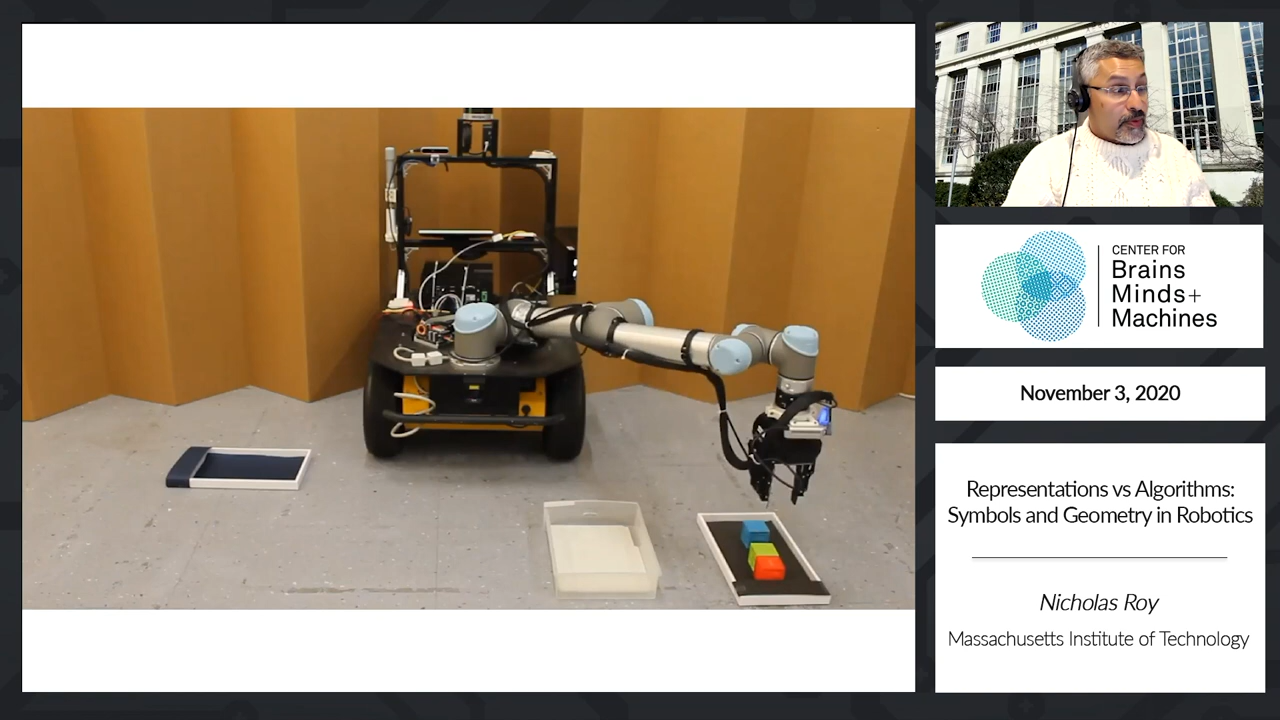 CENTER FOR
Brains
Minds+
Machines
November 3, 2020
Representations vs Algorithms:
Symbols and Geometry in Robotics
Nicholas Roy
Massachusetts Institute of Technology